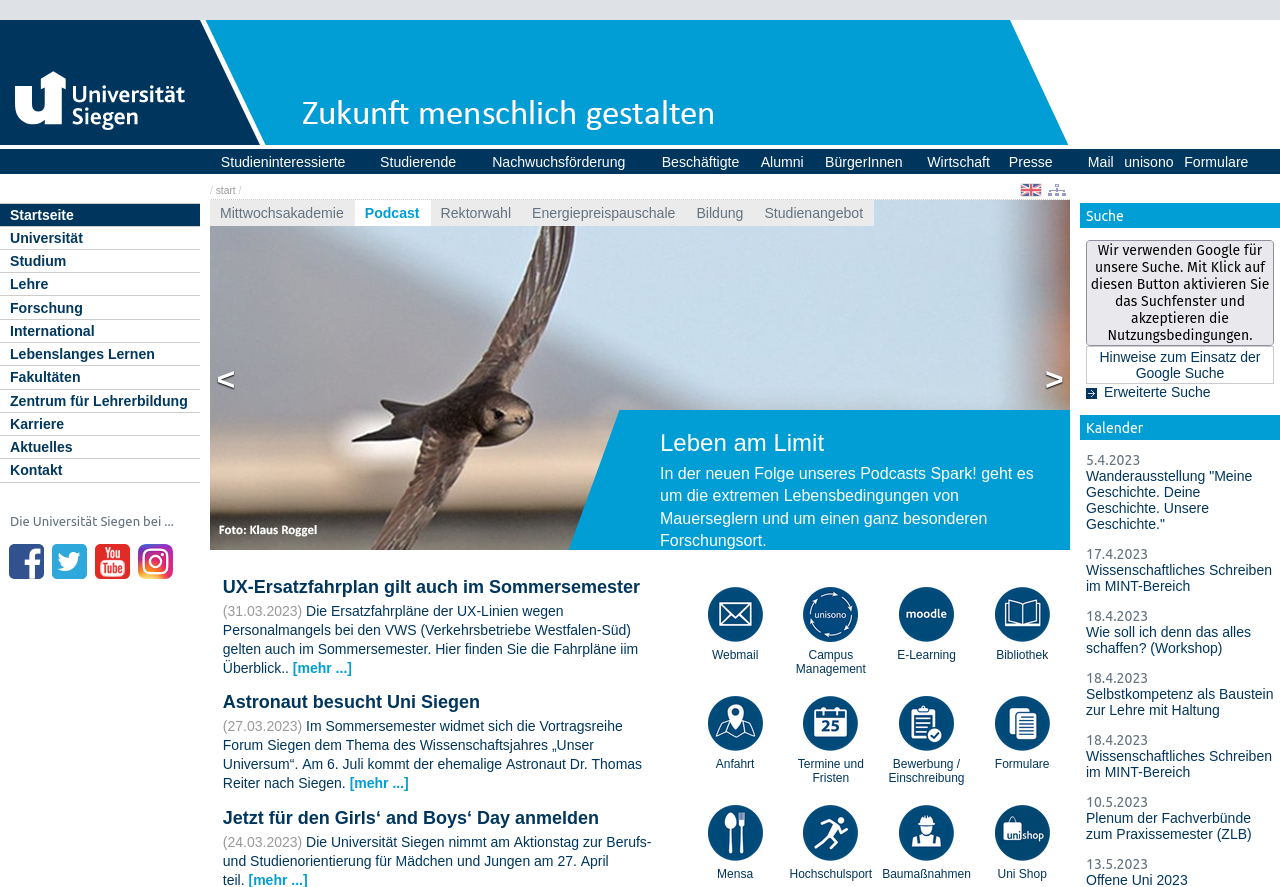 Universität
Siegen
Zukunft menschlich gestalten
Studieninteressierte Studierende Nachwuchsförderung Beschäftigte Alumni BürgerInnen Wirtschaft Presse Mail unisono Formulare
/ start /
Startseite
Universität
Studium
Lehre
Forschung
International
Lebenslanges Lernen
Fakultäten
Zentrum für Lehrerbildung
Karriere
Aktuelles
Kontakt
Die Universität Siegen bei ...
You
Tube
Mittwochsakademie Podcast Rektorwahl Energiepreispauschale Bildung Studienangebot
< >
Leben am Limit
In der neuen Folge unseres Podcasts Spark! geht es
um die extremen Lebensbedingungen von
Mauerseglern und um einen ganz besonderen
Forschungsort.
Foto: Klaus Roggel
UX-Ersatzfahrplan gilt auch im Sommersemester
(31.03.2023) Die Ersatzfahrpläne der UX-Linien wegen
Personalmangels bei den VWS (Verkehrsbetriebe Westfalen-Süd)
gelten auch im Sommersemester. Hier finden Sie die Fahrpläne iim
Überblick.. [mehr ...]
Astronaut besucht Uni Siegen
(27.03.2023) Im Sommersemester widmet sich die Vortragsreihe
Forum Siegen dem Thema des Wissenschaftsjahres „Unser
Universum“. Am 6. Juli kommt der ehemalige Astronaut Dr. Thomas
Reiter nach Siegen. [mehr ...]
Jetzt für den Girls‘ and Boys‘ Day anmelden
(24.03.2023) Die Universität Siegen nimmt am Aktionstag zur Berufs-
und Studienorientierung für Mädchen und Jungen am 27. April
teil. [mehr ...]
unisono
moodle
Webmail
Campus
Management
E-Learning
Bibliothek
25
Anfahrt
Termine und
Fristen
Bewerbung /
Einschreibung
Formulare
unishop
Mensa
Hochschulsport
Baumaßnahmen
Uni Shop
Suche
Wir verwenden Google für
unsere Suche. Mit Klick auf
diesen Button aktivieren Sie
das Suchfenster und
akzeptieren die
Nutzungsbedingungen.
Hinweise zum Einsatz der
Google Suche
Erweiterte Suche
Kalender
5.4.2023
Wanderausstellung "Meine
Geschichte. Deine
Geschichte. Unsere
Geschichte."
17.4.2023
Wissenschaftliches Schreiben
im MINT-Bereich
18.4.2023
Wie soll ich denn das alles
schaffen? (Workshop)
18.4.2023
Selbstkompetenz als Baustein
zur Lehre mit Haltung
18.4.2023
Wissenschaftliches Schreiben
im MINT-Bereich
10.5.2023
Plenum der Fachverbünde
zum Praxissemester (ZLB)
13.5.2023
Offene Uni 2023